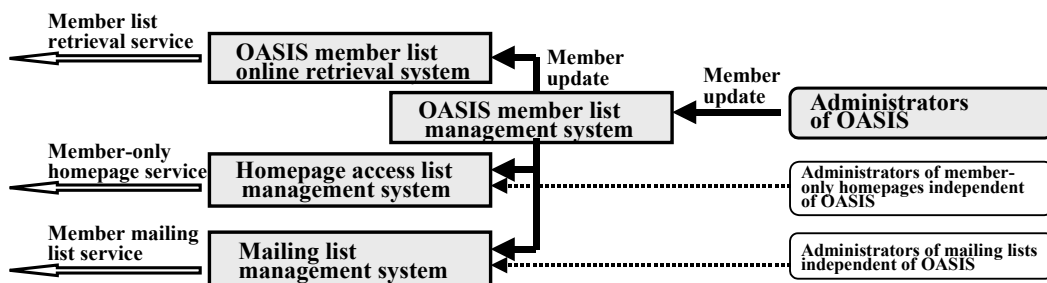 Member list
retrieval service
OASIS member list
online retrieval system
Member
update
Member
update
OASIS member list
management system
Administrators
of OASIS
Member-only
homepage service
Homepage access list
management system
Administrators of member-
only homepages independent
of OASIS
Member mailing
list service
Mailing list
management system
Administrators of mailing lists
independent of OASIS